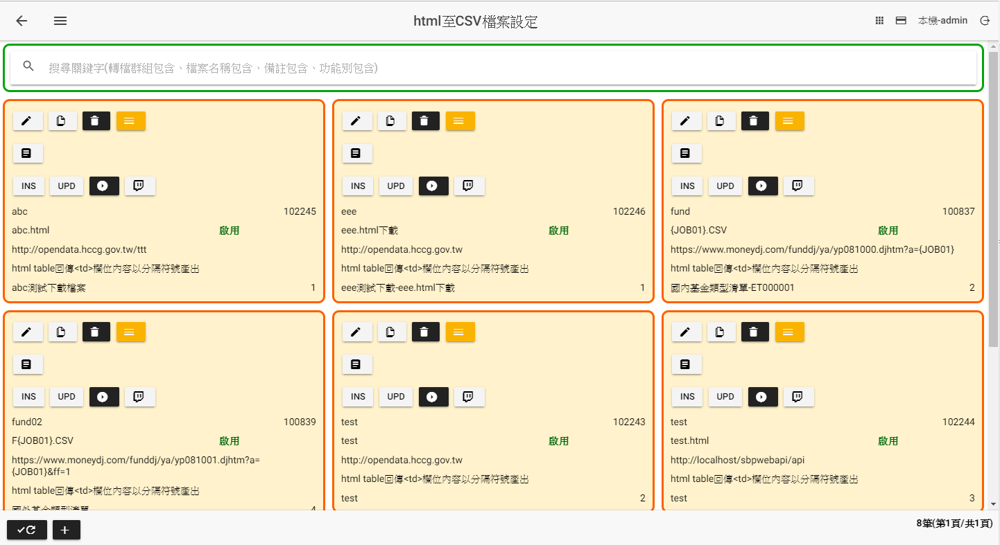 html至CSV檔案設定
本機-admin
搜尋關鍵字(轉檔群組包含、檔案名稱包含、備註包含、功能別包含)
INS UPD
abc 102245
abc.html 啟用
http://opendata.hccg.gov.tw/ttt
html table回傳<td>欄位內容以分隔符號產出
abc測試下載檔案 1
INS UPD
eee 102246
eee.html下載 啟用
http://opendata.hccg.gov.tw
html table回傳<td>欄位內容以分隔符號產出
eee測試下載-eee.html下載 1
INS UPD
fund 100837
{JOB01}.CSV 啟用
https://www.moneydj.com/funddj/ya/yp081000.djhtm?a={JOB01}
html table回傳<td>欄位內容以分隔符號產出
國內基金類型清單-ET000001 2
INS UPD
fund02 100839
F{JOB01}.CSV 啟用
https://www.moneydj.com/funddj/ya/yp081001.djhtm?a=
{JOB01}&ff=1
html table回傳<td>欄位內容以分隔符號產出
國外基金類型清單 4
INS UPD
test 102243
test 啟用
http://opendata.hccg.gov.tw
html table回傳<td>欄位內容以分隔符號產出
test 2
INS UPD
test 102244
test.html 啟用
http://localhost/sbpwebapi/api
html table回傳<td>欄位內容以分隔符號產出
test 3
8筆(第1頁/共1頁)